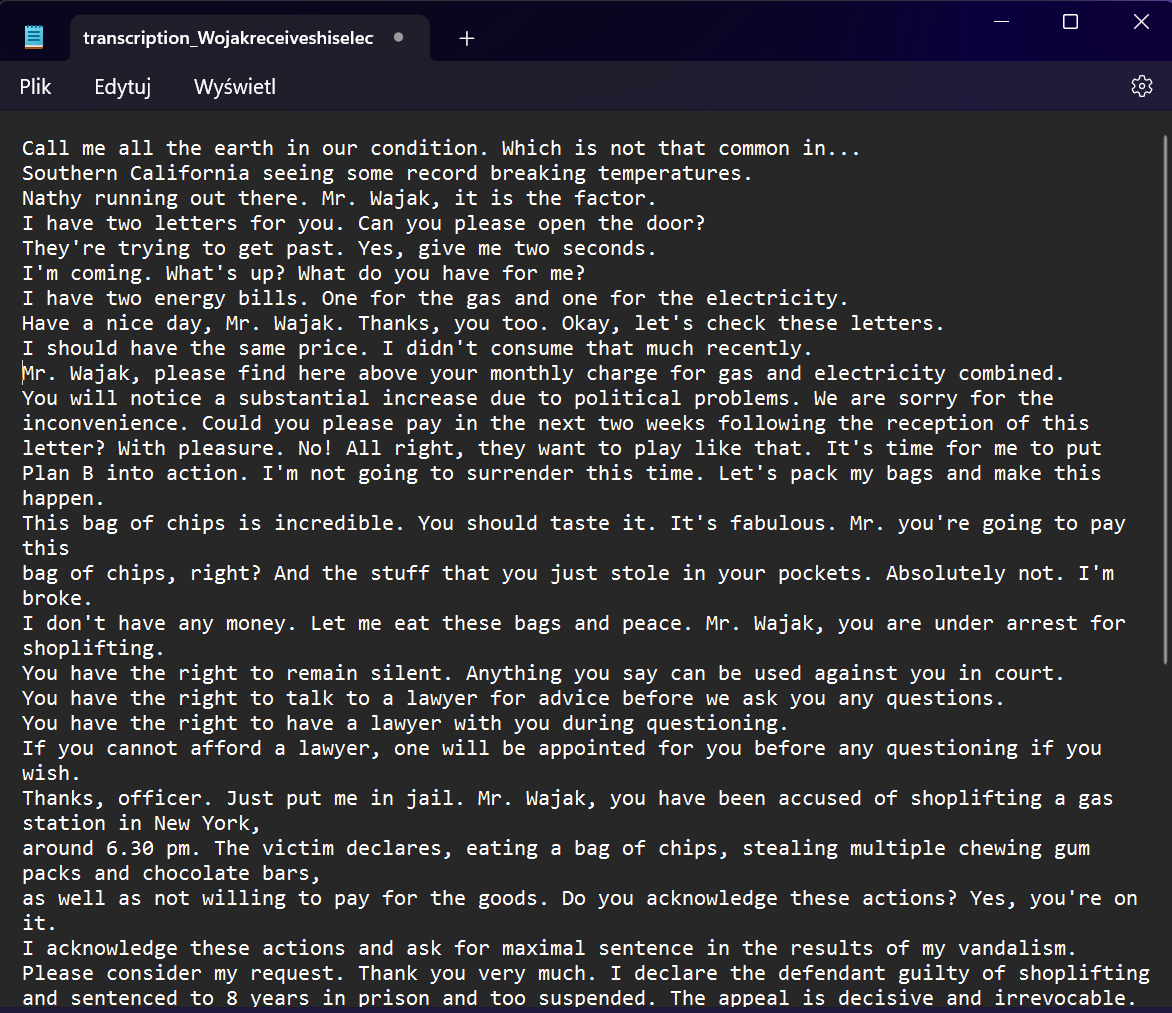 transcription_Wojakreceiveshiselec
Plik Edytuj Wyświetl
Call me all the earth in our condition. Which is not that common in...
Southern California seeing some record breaking temperatures.
Nathy running out there. Mr. Wajak, it is the factor.
I have two letters for you. Can you please open the door?
They're trying to get past. Yes, give me two seconds.
I'm coming. What's up? What do you have for me?
I have two energy bills. One for the gas and one for the electricity.
Have a nice day, Mr. Wajak. Thanks, you too. Okay, let's check these letters.
I should have the same price. I didn't consume that much recently.
Mr. Wajak, please find here above your monthly charge for gas and electricity combined.
You will notice a substantial increase due to political problems. We are sorry for the
inconvenience. Could you please pay in the next two weeks following the reception of this
letter? With pleasure. No! All right, they want to play like that. It's time for me to put
Plan B into action. I'm not going to surrender this time. Let's pack my bags and make this
happen.
This bag of chips is incredible. You should taste it. It's fabulous. Mr. you're going to pay
this
bag of chips, right? And the stuff that you just stole in your pockets. Absolutely not. I'm
broke.
I don't have any money. Let me eat these bags and peace. Mr. Wajak, you are under arrest for
shoplifting.
You have the right to remain silent. Anything you say can be used against you in court.
You have the right to talk to a lawyer for advice before we ask you any questions.
You have the right to have a lawyer with you during questioning.
If you cannot afford a lawyer, one will be appointed for you before any questioning if you
wish.
Thanks, officer. Just put me in jail. Mr. Wajak, you have been accused of shoplifting a gas
station in New York,
around 6.30 pm. The victim declares, eating a bag of chips, stealing multiple chewing gum
packs and chocolate bars,
as well as not willing to pay for the goods. Do you acknowledge these actions? Yes, you're on
it.
I acknowledge these actions and ask for maximal sentence in the results of my vandalism.
Please consider my request. Thank you very much. I declare the defendant guilty of shoplifting
and sentenced to 8 years in prison and too suspended. The appeal is decisive and irrevocable.